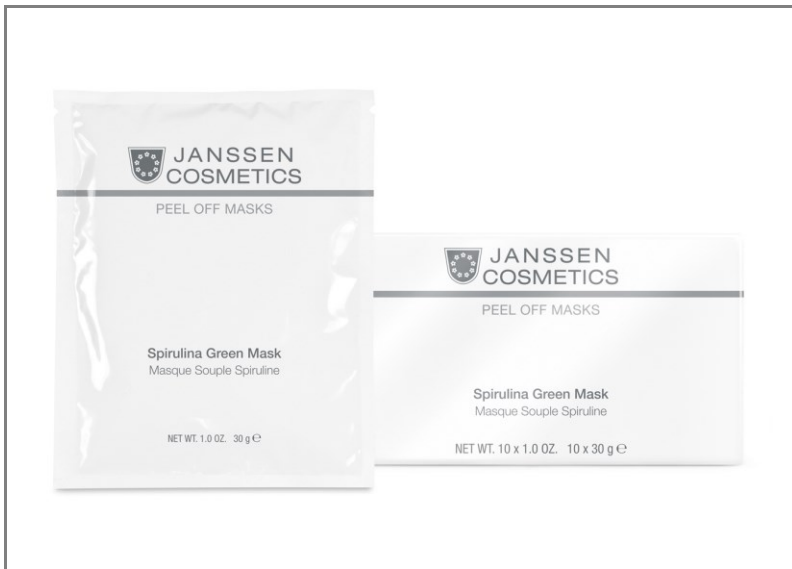 JANSSEN
COSMETICS
PEEL OFF MASKS
Spirulina Green Mask
Masque Souple Spiruline
NET WT. 1.0 OZ. 30 g ℮
JANSSEN
COSMETICS
PEEL OFF MASKS
Spirulina Green Mask
Masque Souple Spiruline
NET WT. 10 x 1.0 OZ. 10 x 30 g ℮